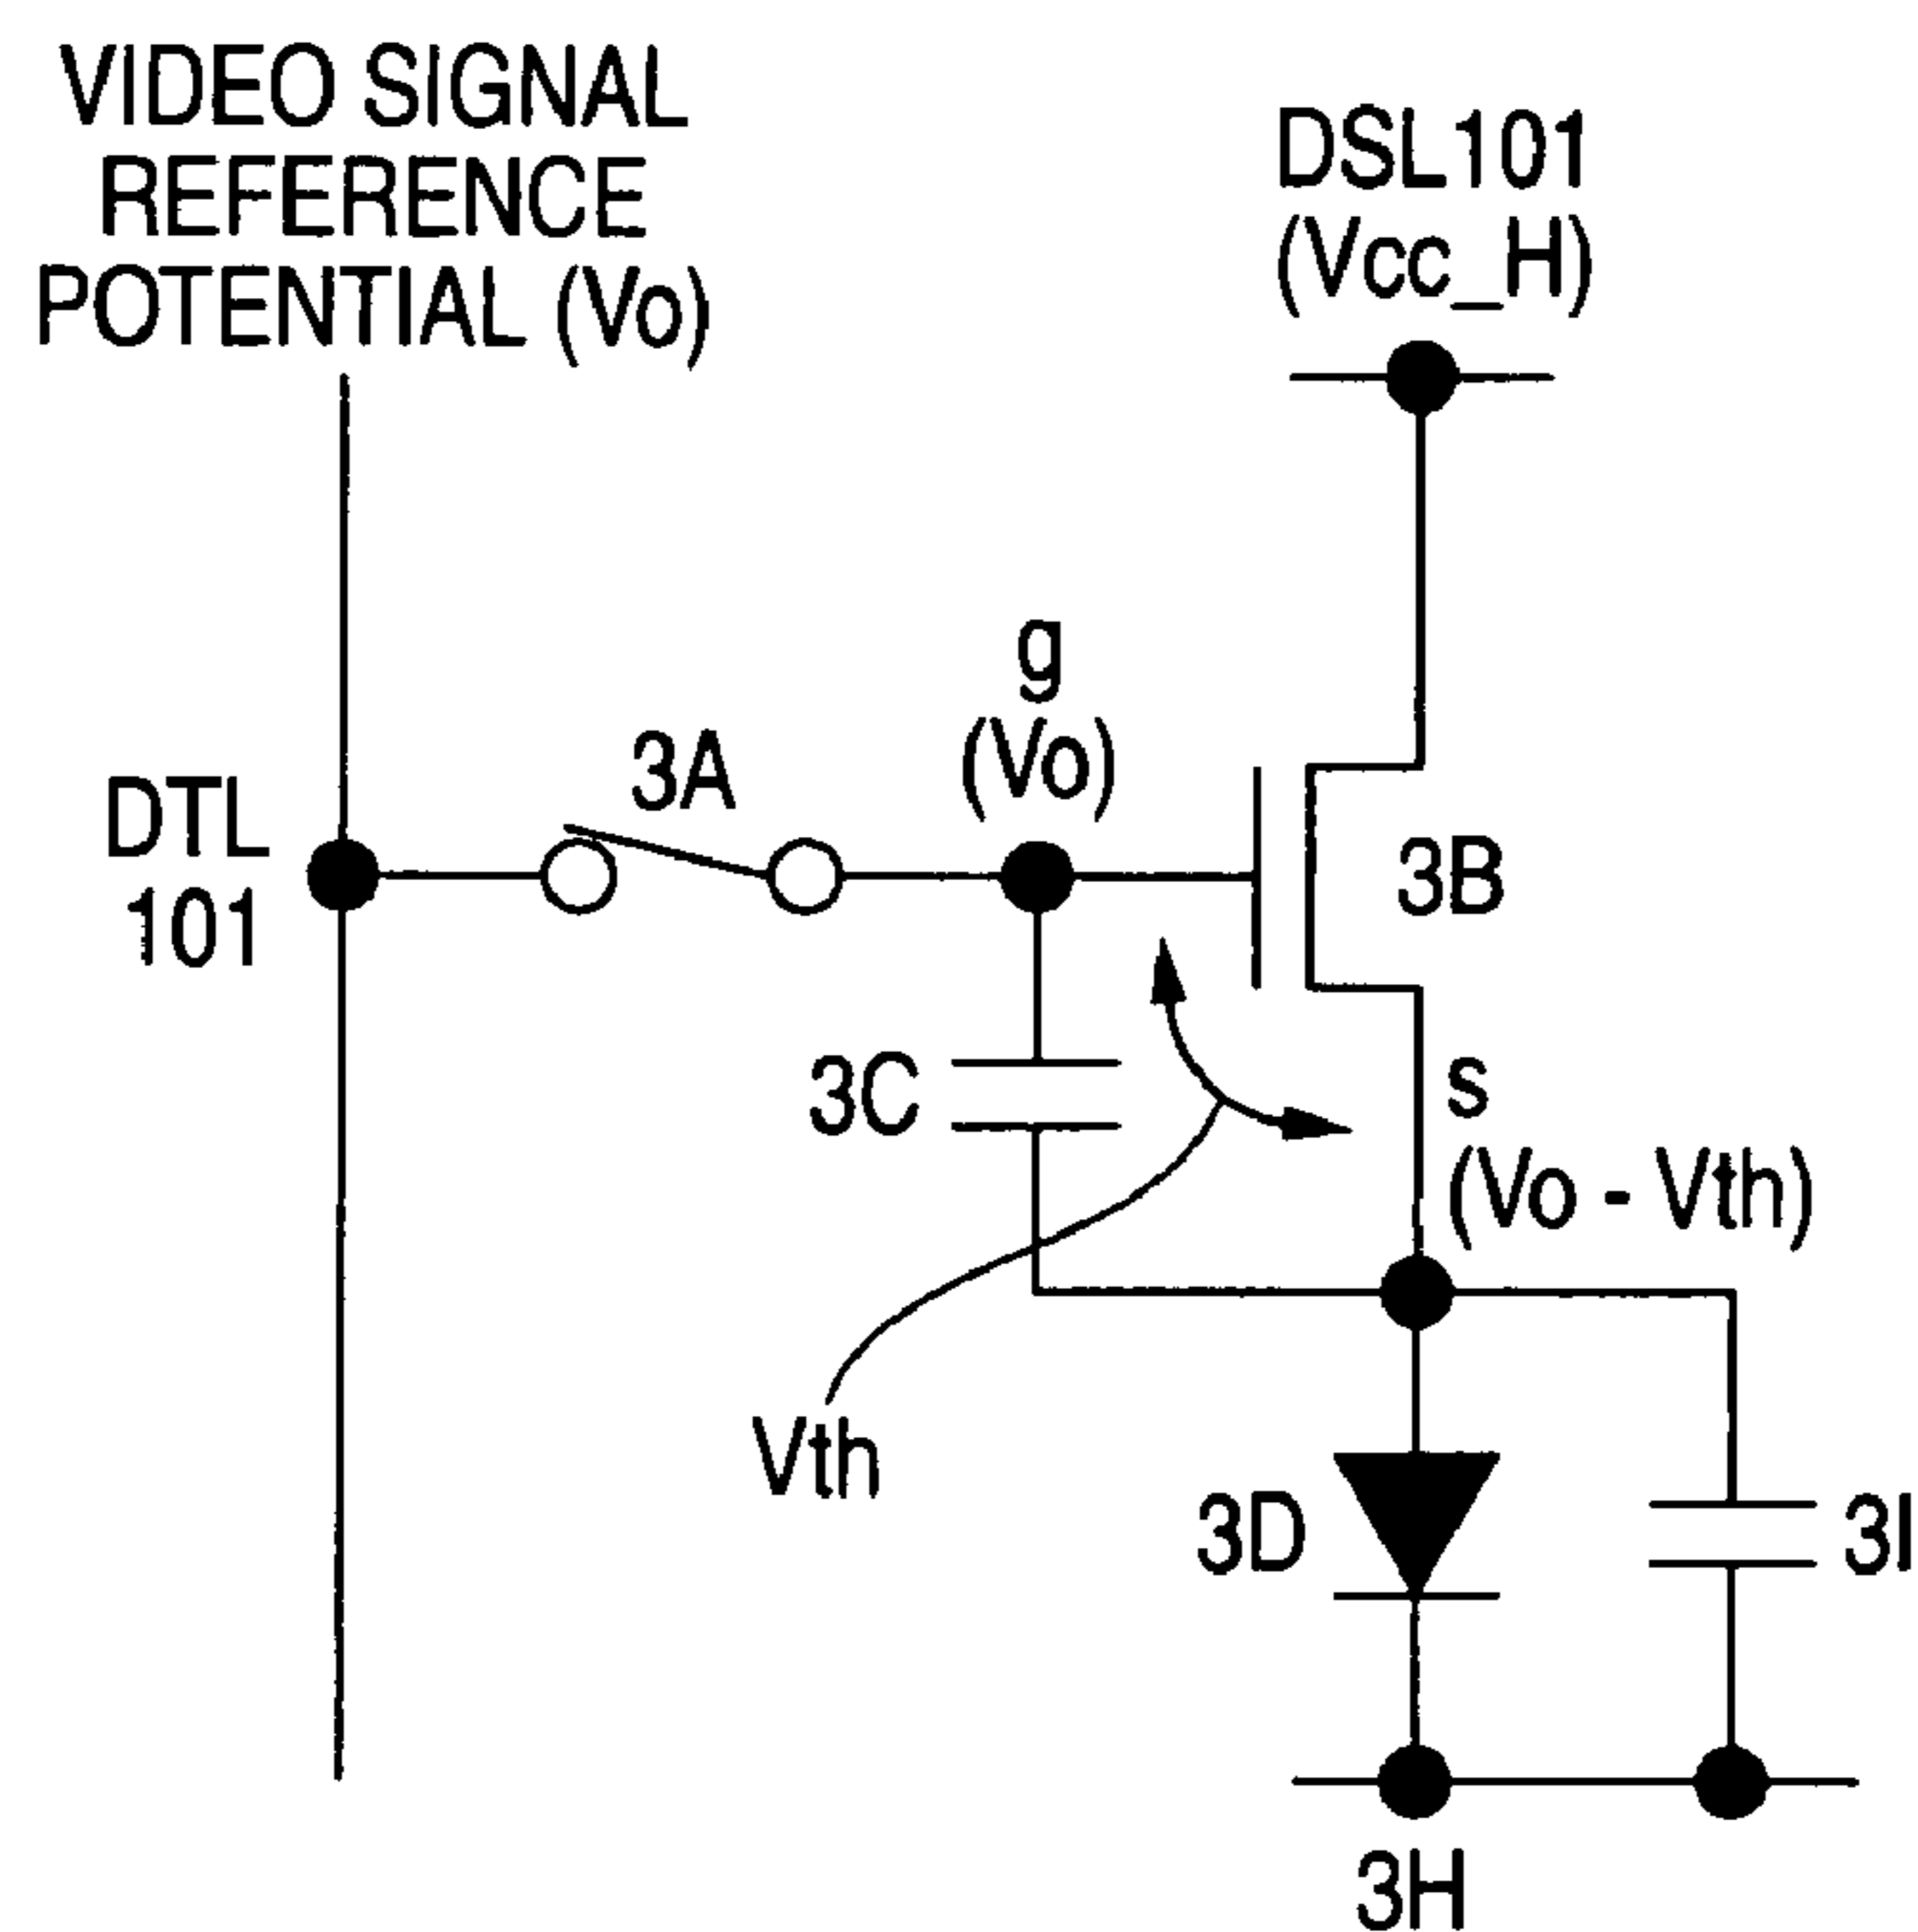 VIDEO SIGNAL
REFERENCE
POTENTIAL (Vo)
DSL101
(Vcc_H)
g
(Vo)
3A
DTL
101
3B
3C
s
(Vo - Vth)
Vth
3D
3I
3H